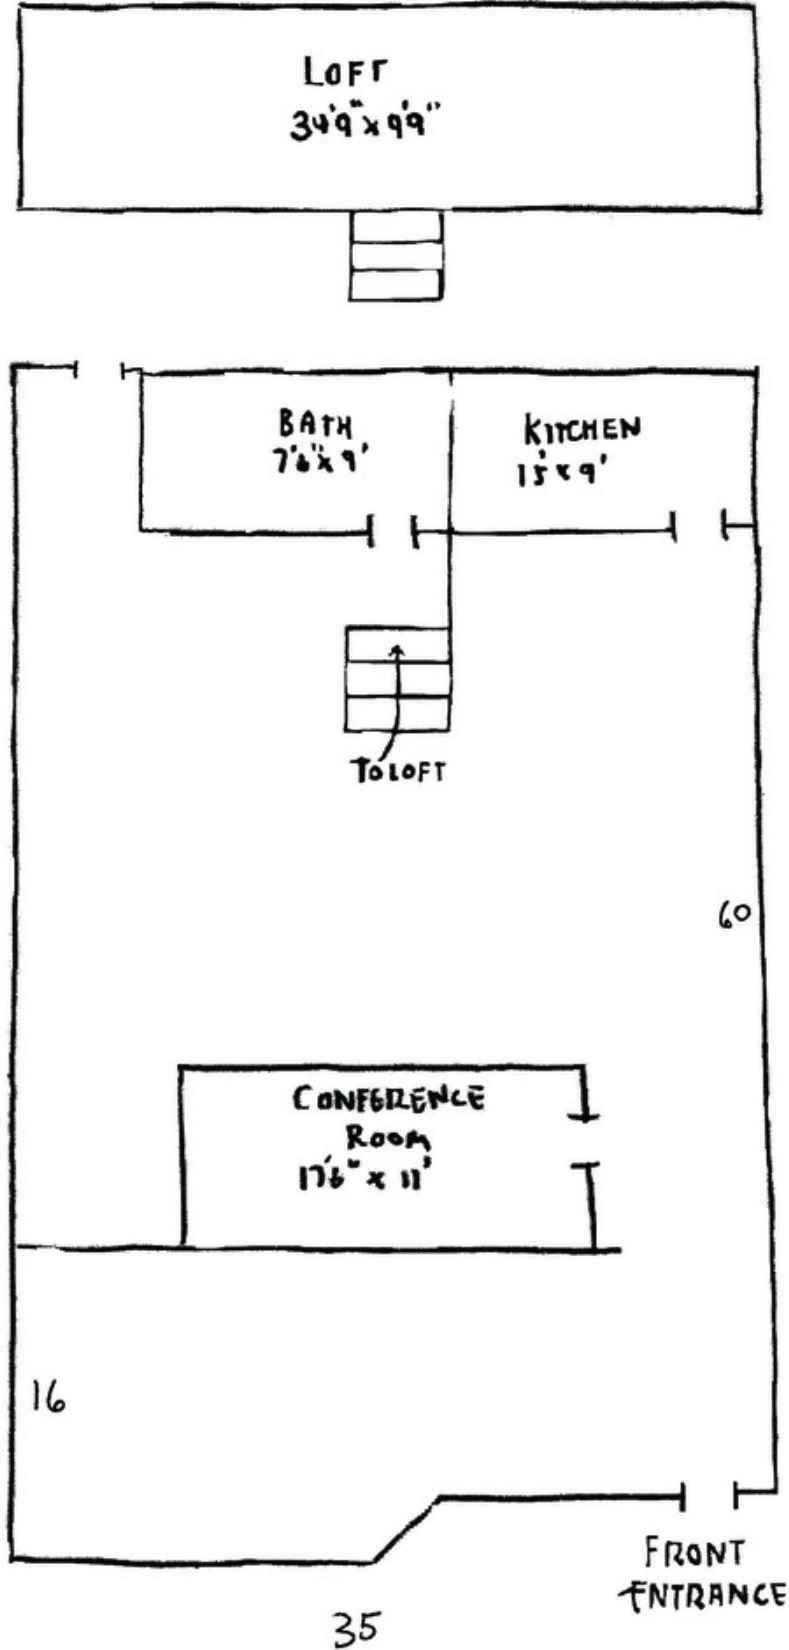 LOFT
34'9" x 9'9"
BATH
7'6" x 9'
KITCHEN
15' x 9'
TO LOFT
60
CONFERENCE
ROOM
17'6" x 11'
16
FRONT
ENTRANCE
35